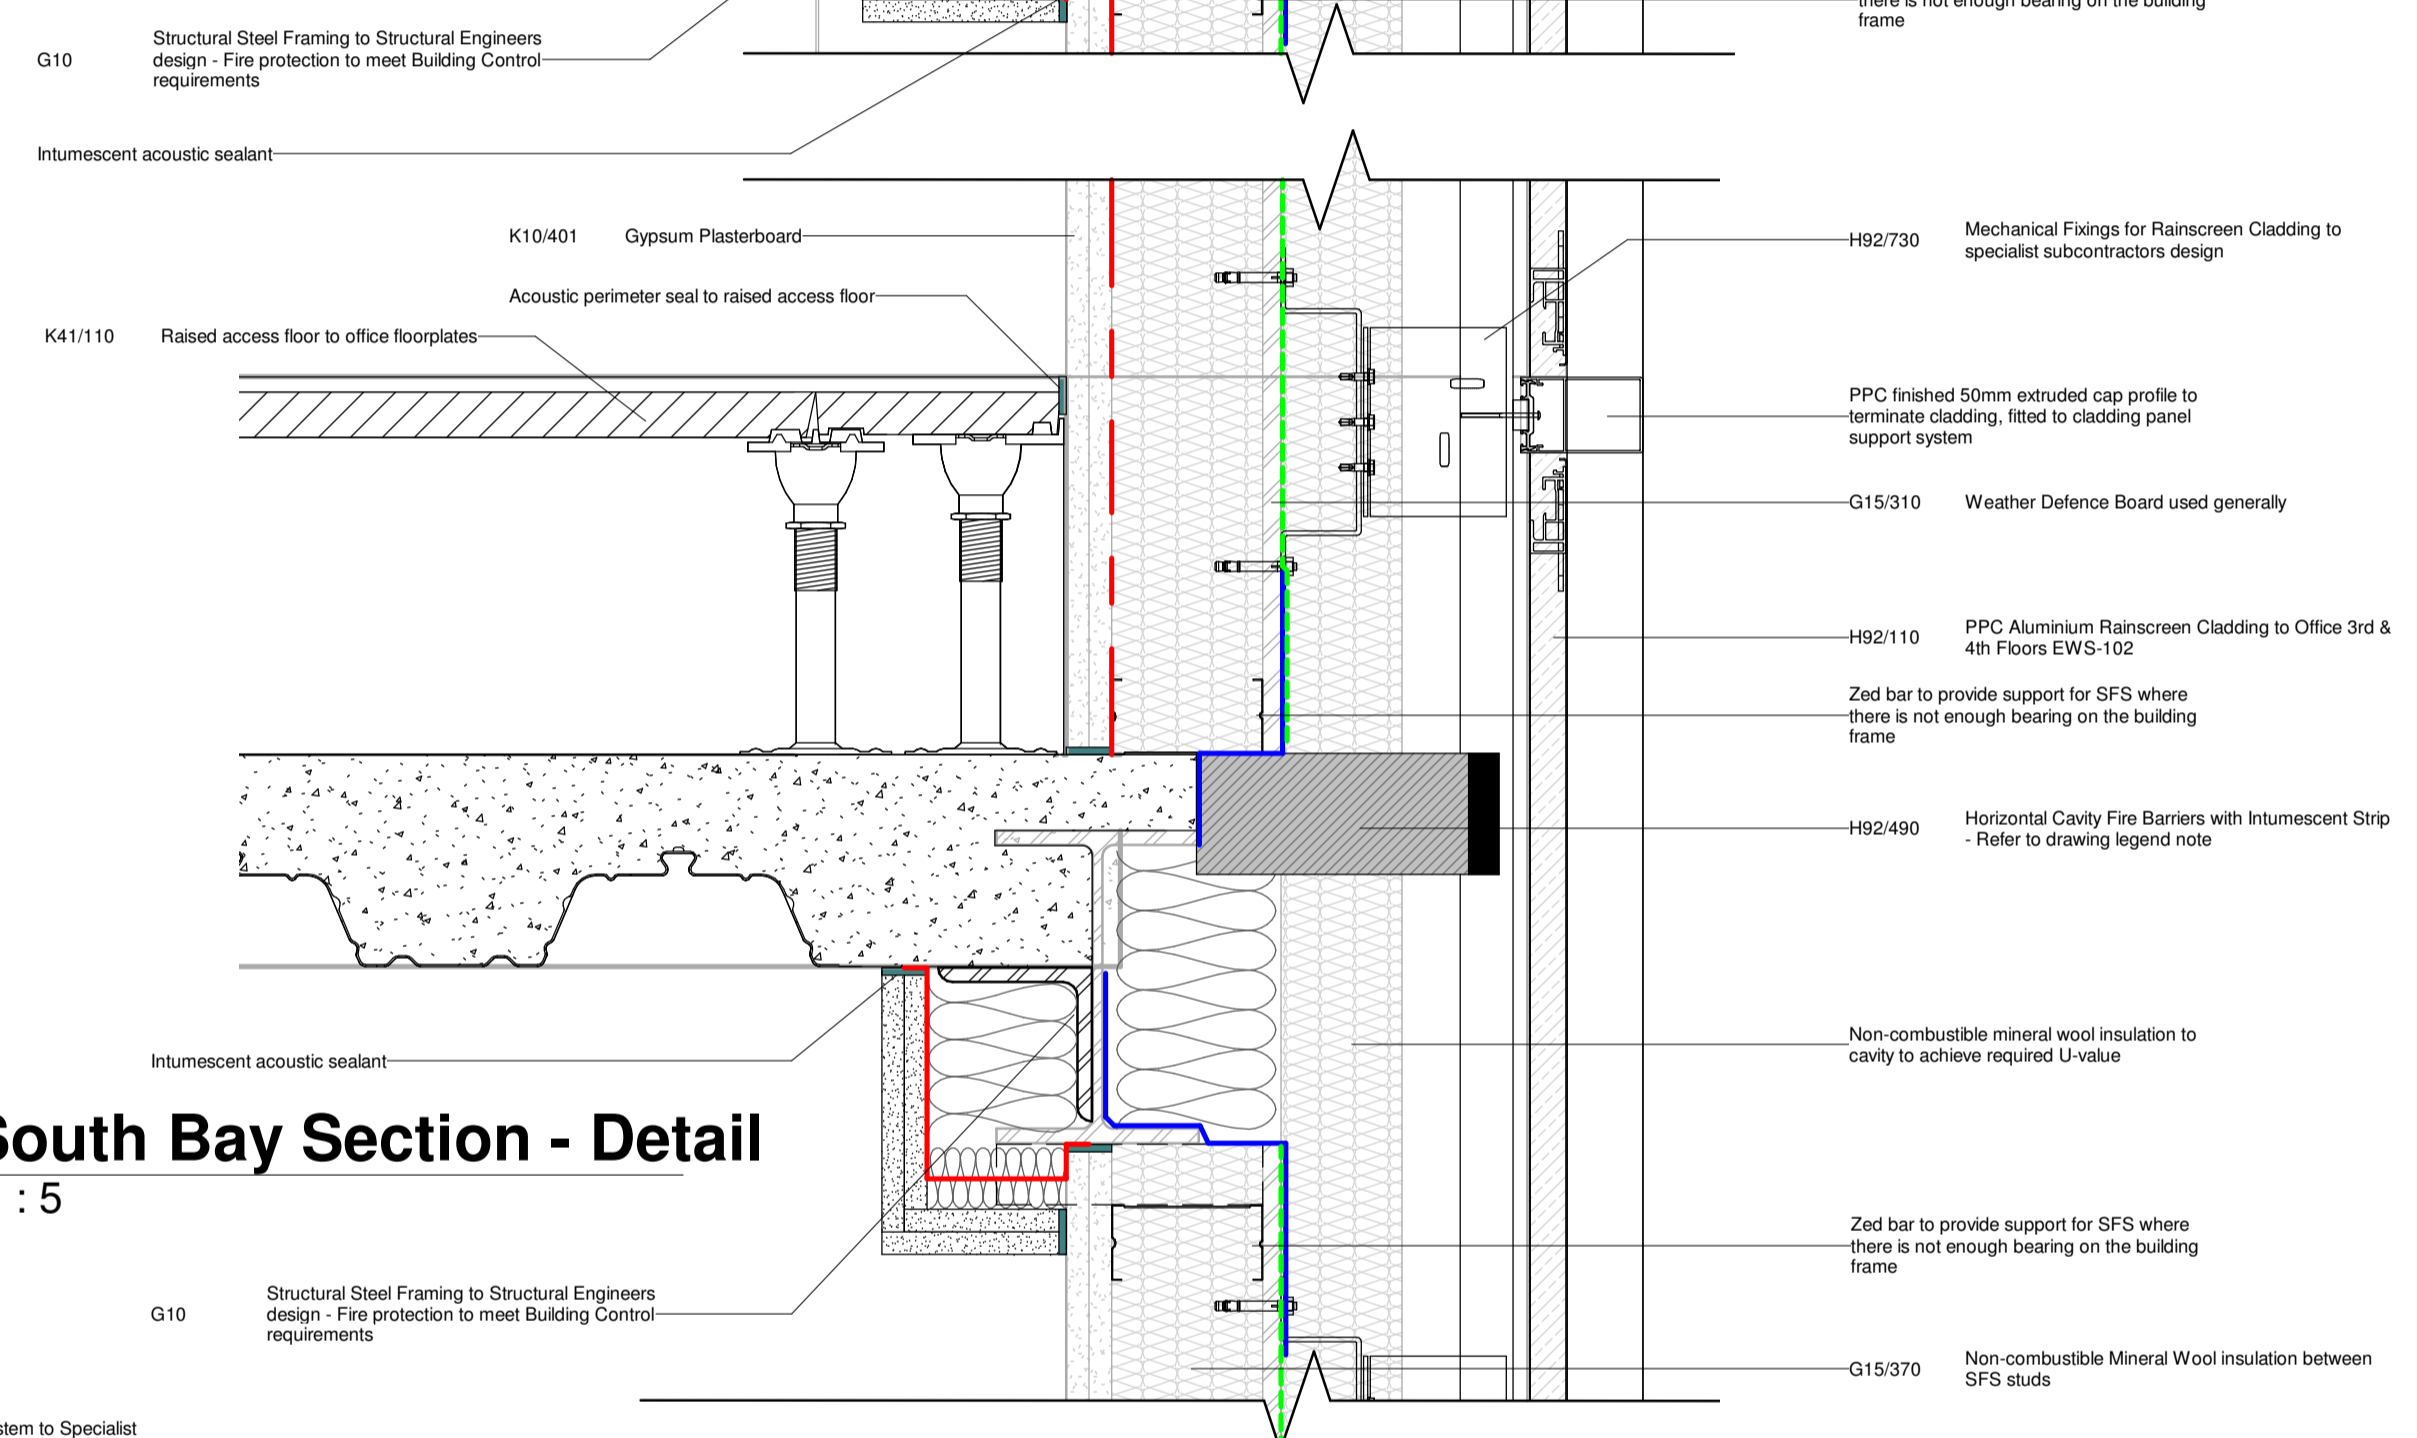 there is not enough bearing on the building
frame
G10
Structural Steel Framing to Structural Engineers
design - Fire protection to meet Building Control
requirements
Intumescent acoustic sealant
K10/401 Gypsum Plasterboard
Acoustic perimeter seal to raised access floor
K41/110 Raised access floor to office floorplates
H92/730
Mechanical Fixings for Rainscreen Cladding to
specialist subcontractors design
PPC finished 50mm extruded cap profile to
terminate cladding, fitted to cladding panel
support system
G15/310 Weather Defence Board used generally
H92/110
PPC Aluminium Rainscreen Cladding to Office 3rd &
4th Floors EWS-102
Zed bar to provide support for SFS where
there is not enough bearing on the building
frame
H92/490
Horizontal Cavity Fire Barriers with Intumescent Strip
- Refer to drawing legend note
Non-combustible mineral wool insulation to
cavity to achieve required U-value
Intumescent acoustic sealant
South Bay Section - Detail
: 5
Zed bar to provide support for SFS where
there is not enough bearing on the building
frame
G10
Structural Steel Framing to Structural Engineers
design - Fire protection to meet Building Control
requirements
G15/370
Non-combustible Mineral Wool insulation between
SFS studs
stem to Specialist